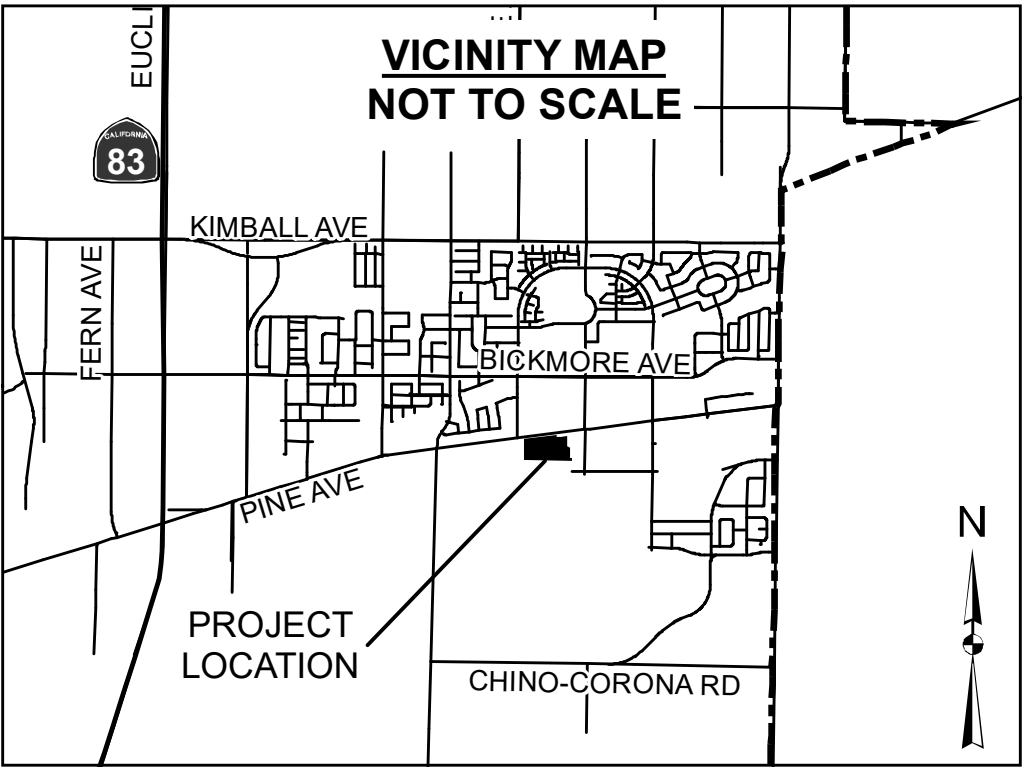 EUCLI
VICINITY MAP
NOT TO SCALE
CALIFORNIA
83
KIMBALL AVE
FERN AVE
BICKMORE AVE
PINE AVE
N
PROJECT
LOCATION
CHINO-CORONA RD